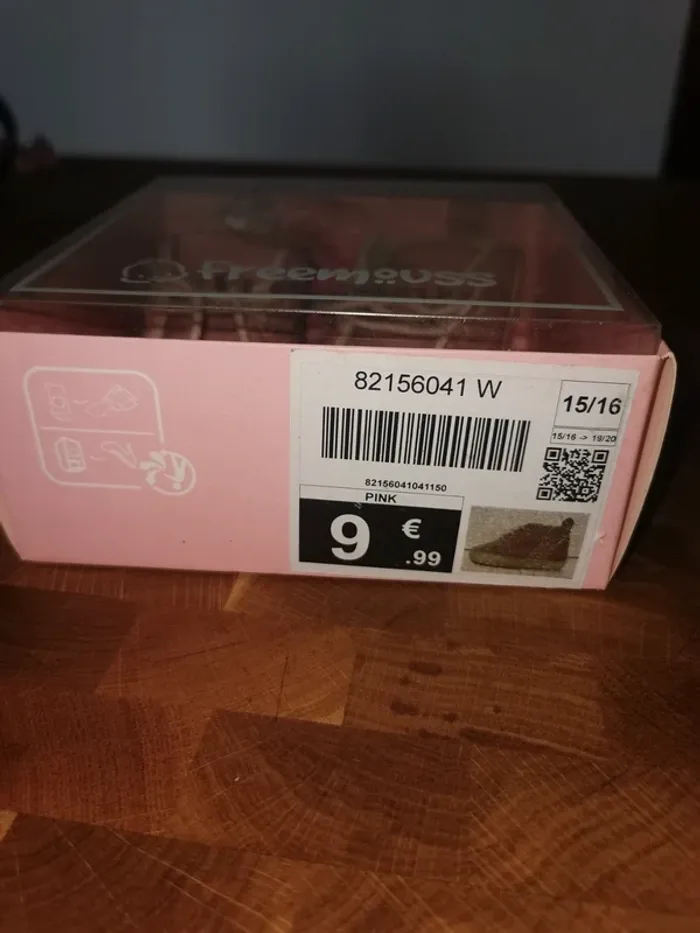 freemouss
82156041 W
15/16
15/16 -> 19/20
82156041041150
PINK
9 €
.99